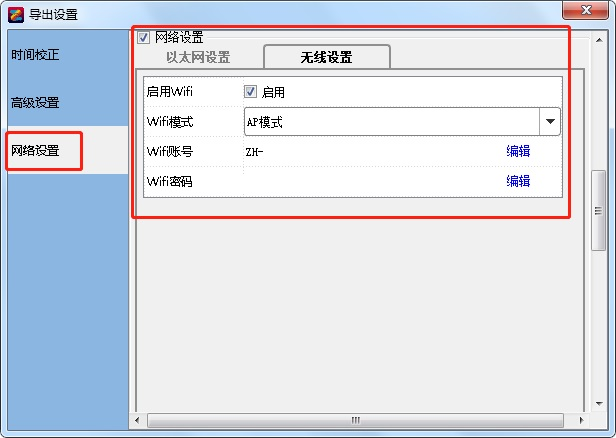 导出设置
时间校正
高级设置
网络设置
网络设置
以太网设置 无线设置
启用Wifi 启用
Wifi模式 AP模式
Wifi账号 ZH- 编辑
Wifi密码 编辑